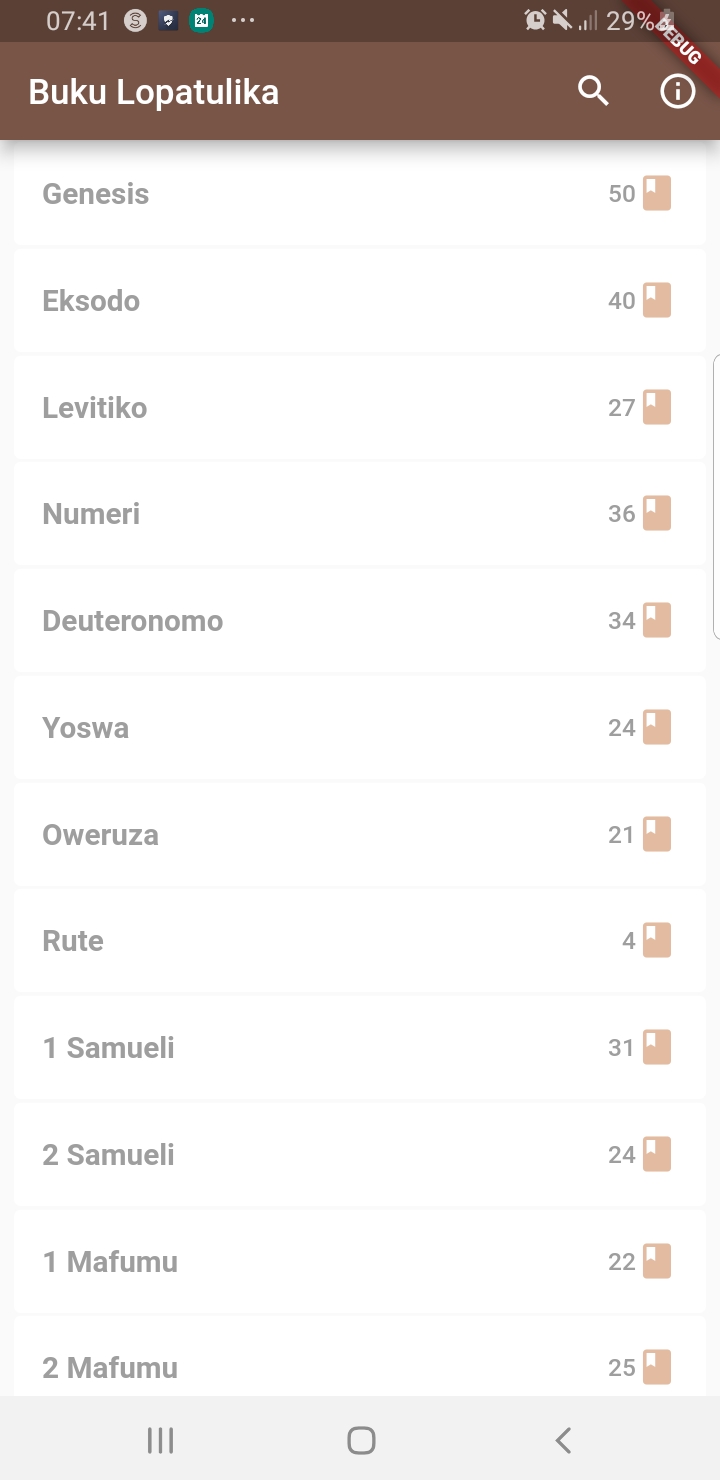 07:41 29%
DEBUG
Buku Lopatulika
Genesis 50
Eksodo 40
Levitiko 27
Numeri 36
Deuteronomo 34
Yoswa 24
Oweruza 21
Rute 4
1 Samueli 31
2 Samueli 24
1 Mafumu 22
2 Mafumu 25